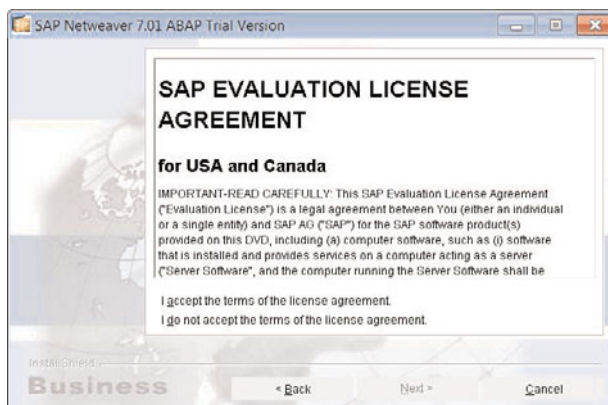 SAP Netweaver 7.01 ABAP Trial Version
SAP EVALUATION LICENSE
AGREEMENT
for USA and Canada
IMPORTANT-READ CAREFULLY: This SAP Evaluation License Agreement
("Evaluation License") is a legal agreement between You (either an individual
or a single entity) and SAP AG ("SAP") for the SAP software product(s)
provided on this DVD, including (a) computer software, such as (i) software
that is installed and provides services on a computer acting as a server
("Server Software", and the computer running the Server Software shall be
I accept the terms of the license agreement.
I do not accept the terms of the license agreement.
InstallShield
Business
< Back
Next >
Cancel